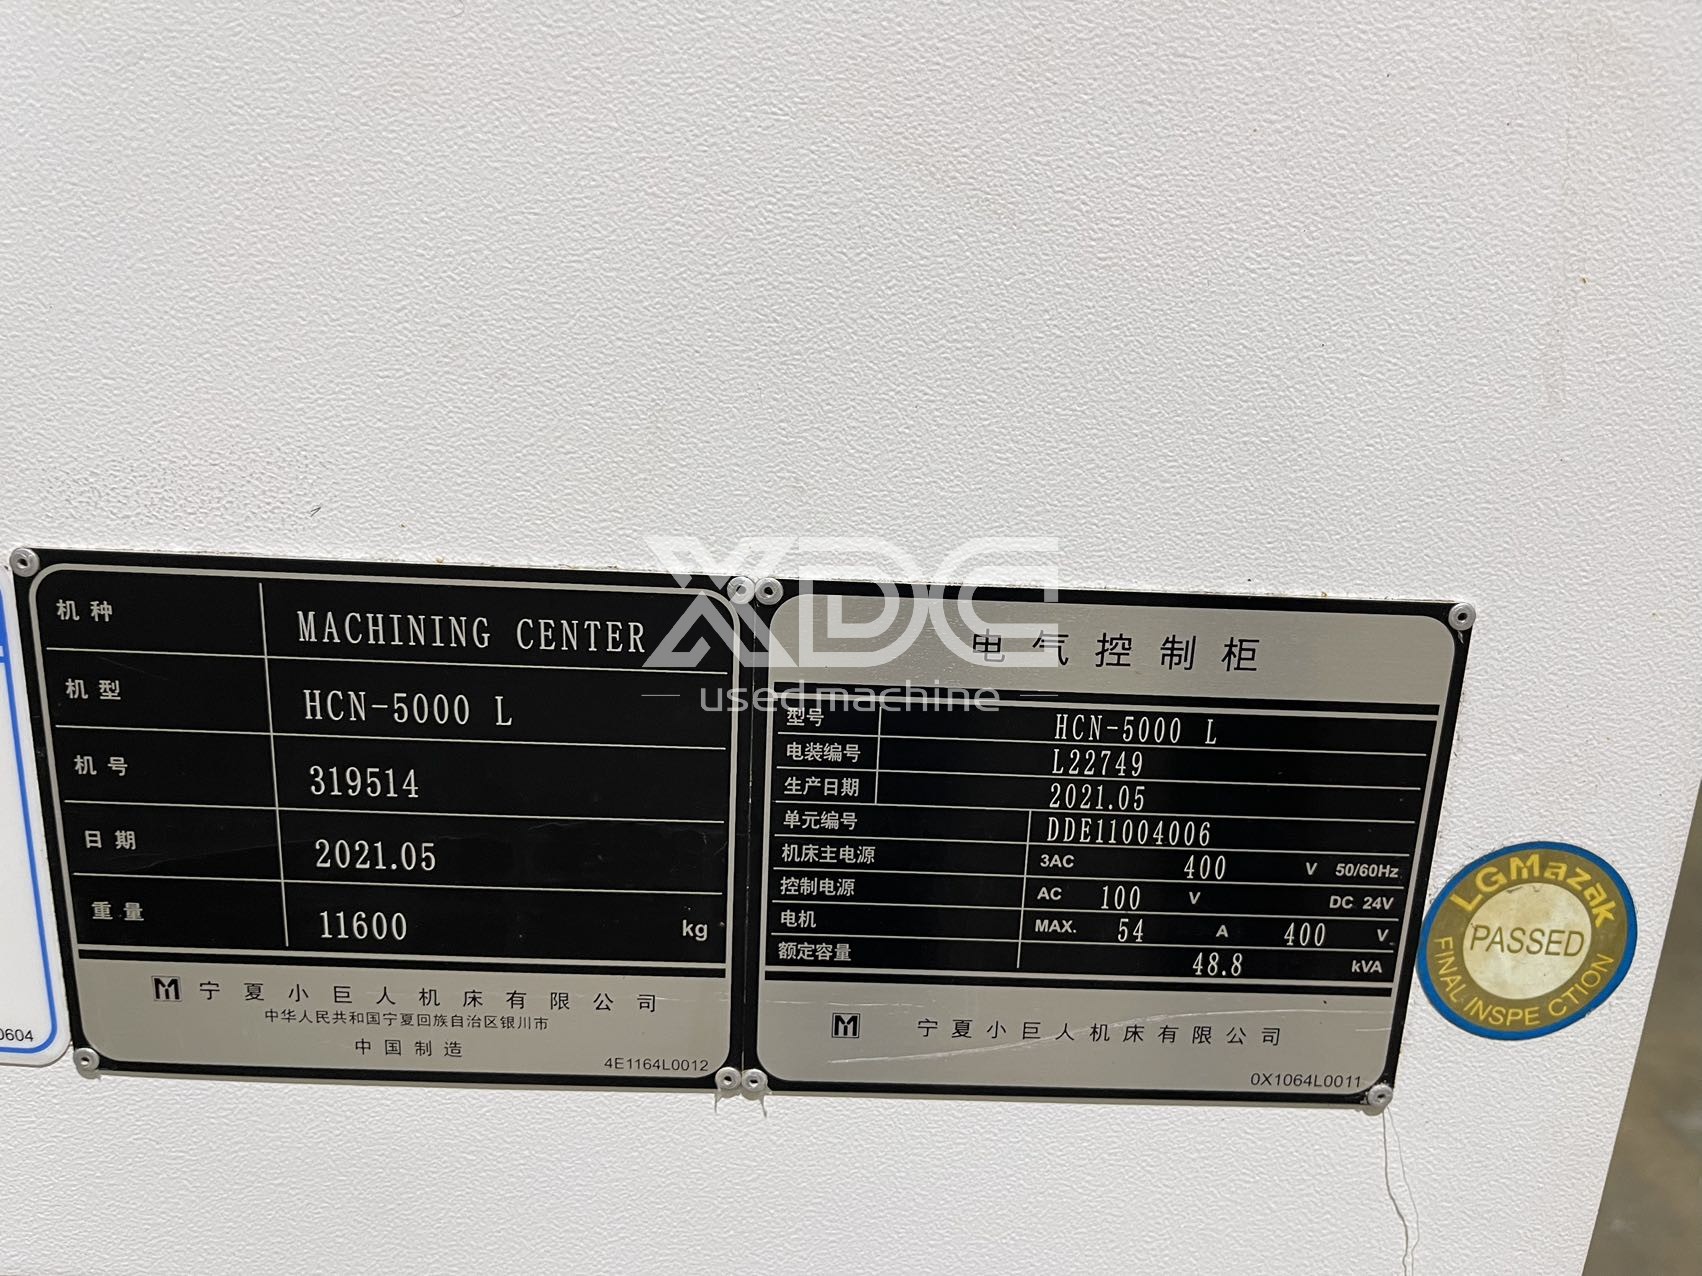 XDC
used machine
机种 MACHINING CENTER
机型 HCN-5000 L
机号 319514
日期 2021.05
重量 11600 kg
宁夏小巨人机床有限公司
中华人民共和国宁夏回族自治区银川市
中国制造
4E1164L0012
电气控制柜
型号 HCN-5000 L
电装编号 L22749
生产日期 2021.05
单元编号 DDE11004006
机床主电源 3AC 400 V 50/60Hz
控制电源 AC 100 V DC 24V
电机 MAX. 54 A 400 V
额定容量 48.8 kVA
宁夏小巨人机床有限公司
0X1064L0011
LGMazak
PASSED
FINAL INSPECTION
0604